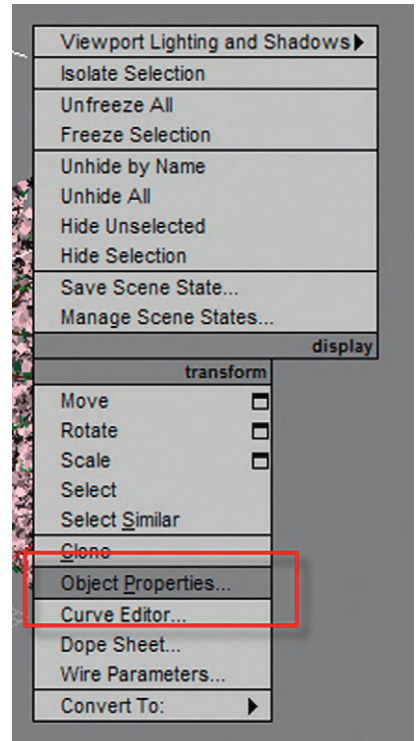 Viewport Lighting and Shadows
Isolate Selection
Unfreeze All
Freeze Selection
Unhide by Name
Unhide All
Hide Unselected
Hide Selection
Save Scene State...
Manage Scene States...
display
transform
Move
Rotate
Scale
Select
Select Similar
Clone
Object Properties...
Curve Editor...
Dope Sheet...
Wire Parameters...
Convert To: